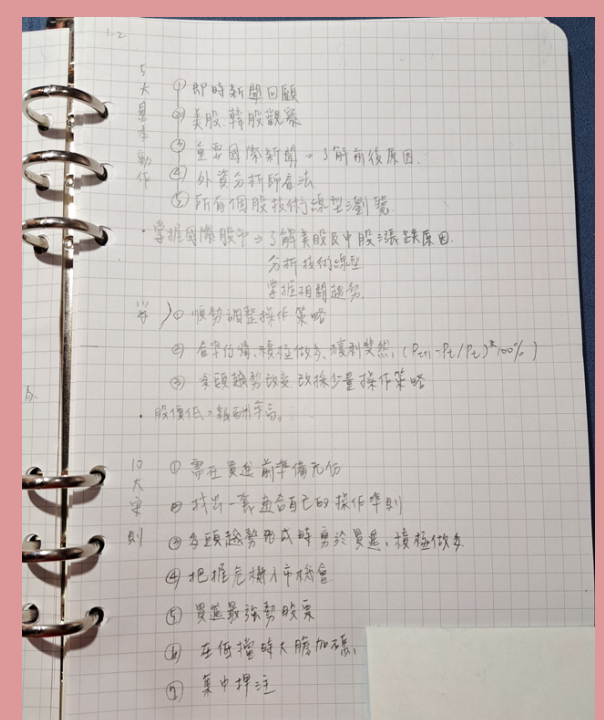 1-2
5大基本動作
① 即時新聞回顧
② 美股、韓股觀察
③ 重要國際新聞 → 了解前後原因.
④ 外資分析師看法
⑤ 所有個股技術線型瀏覽
・掌握國際股市 => 了解美股及中股漲跌原因.
分析技術線型
掌握相關趨勢
① 順勢調整操作策略
② 合零行情、積極做多、獲利 (Pt+1-Pt/Pt)*100%)
③ 多頭趨勢改變 改採少量操作策略
・股價低、報酬率高。
10大原則
① 需在買進前準備充份
② 找出一套適合自己的操作準則
③ 多頭趨勢形成時勇於買進、積極做多
④ 把握危機入市機會
⑤ 買進最強勢股票
⑥ 在低檔時大膽加碼.
⑦ 集中押注